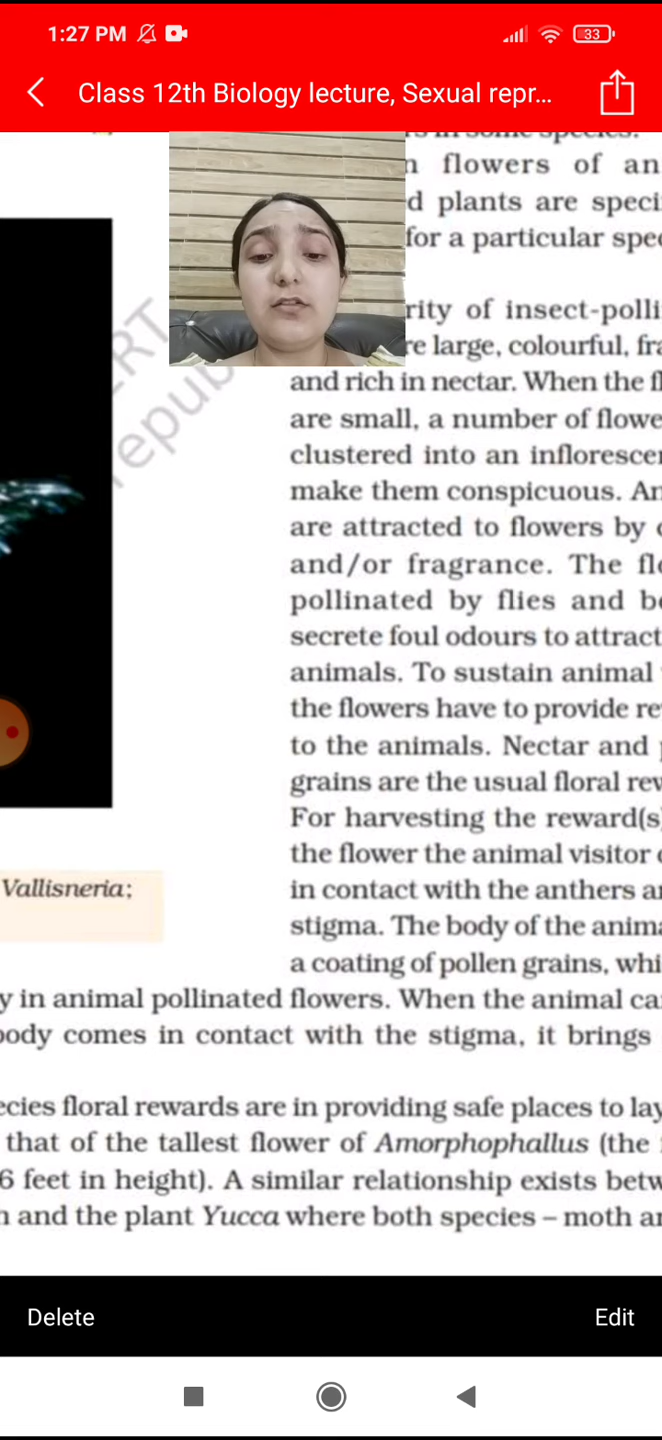 1:27 PM
33
Class 12th Biology lecture, Sexual repr...
in some species.
flowers of an
plants are speci
for a particular spec
rity of insect-polli
re large, colourful, fra
and rich in nectar. When the fl
are small, a number of flowe
clustered into an inflorescen
make them conspicuous. An
are attracted to flowers by c
and/or fragrance. The flo
pollinated by flies and be
secrete foul odours to attract
animals. To sustain animal
the flowers have to provide re
to the animals. Nectar and p
grains are the usual floral rew
For harvesting the reward(s)
the flower the animal visitor c
Vallisneria;
in contact with the anthers an
stigma. The body of the anima
a coating of pollen grains, whi
y in animal pollinated flowers. When the animal ca
body comes in contact with the stigma, it brings
ecies floral rewards are in providing safe places to lay
that of the tallest flower of Amorphophallus (the
6 feet in height). A similar relationship exists betw
and the plant Yucca where both species – moth an
ERT
repub
Delete
Edit